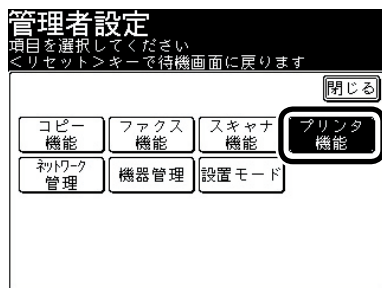 管理者設定
項目を選択してください
<リセット>キーで待機画面に戻ります
閉じる
コピー
機能
ファクス
機能
スキャナ
機能
プリンタ
機能
ネットワーク
管理
機器管理
設置モード